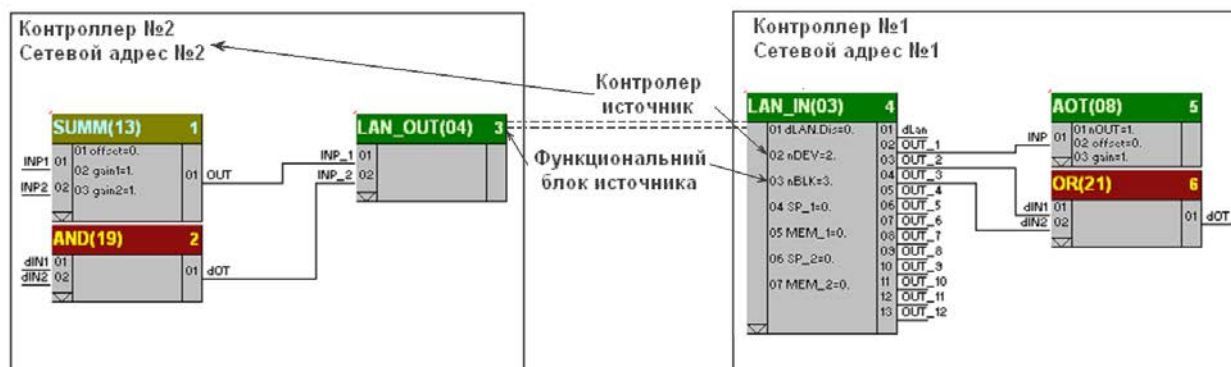 Контроллер №2
Сетевой адрес №2
SUMM(13) 1
INP1
INP2
01
02
01 offset=0.
02 gain1=1.
03 gain2=1.
01
OUT
AND(19) 2
dIN1
dIN2
01
02
01
dOT
INP_1
INP_2
LAN_OUT(04) 3
01
02
Контролер
источник
Функциональний
блок источника
Контроллер №1
Сетевой адрес №1
LAN_IN(03) 4
01 dLAN.Dis=0.
02 nDEV=2.
03 nBLK=3.
04 SP_1=0.
05 MEM_1=0.
06 SP_2=0.
07 MEM_2=0.
01 dLan
02 OUT_1
03 OUT_2
04 OUT_3
05 OUT_4
06 OUT_5
07 OUT_6
08 OUT_7
09 OUT_8
10 OUT_9
11 OUT_10
12 OUT_11
13 OUT_12
AOT(08) 5
INP
01
01 nOUT=1.
02 offset=0.
03 gain=1.
OR(21) 6
dIN1
dIN2
01
02
01
dOT